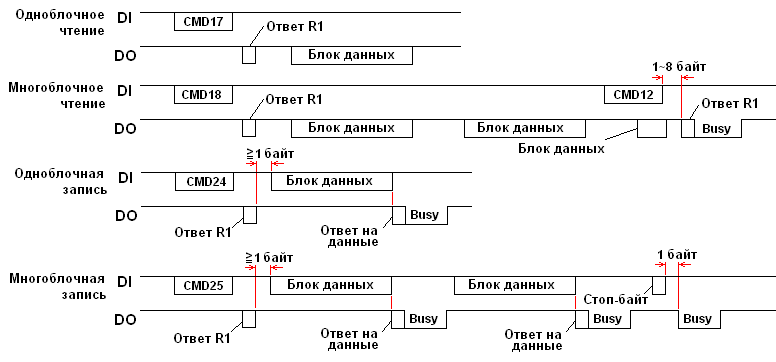 Одноблочное
чтение
DI
CMD17
Ответ R1
DO
Блок данных
Многоблочное
чтение
DI
CMD18
CMD12
1~8 байт
Ответ R1
Ответ R1
DO
Блок данных
Блок данных
Busy
Блок данных
Одноблочная
запись
DI
CMD24
≥1 байт
Блок данных
DO
Ответ R1
Ответ на
данные
Busy
Многоблочная
запись
DI
CMD25
≥1 байт
Блок данных
Блок данных
Стоп-байт
1 байт
DO
Ответ R1
Ответ на
данные
Busy
Ответ на
данные
Busy
Busy